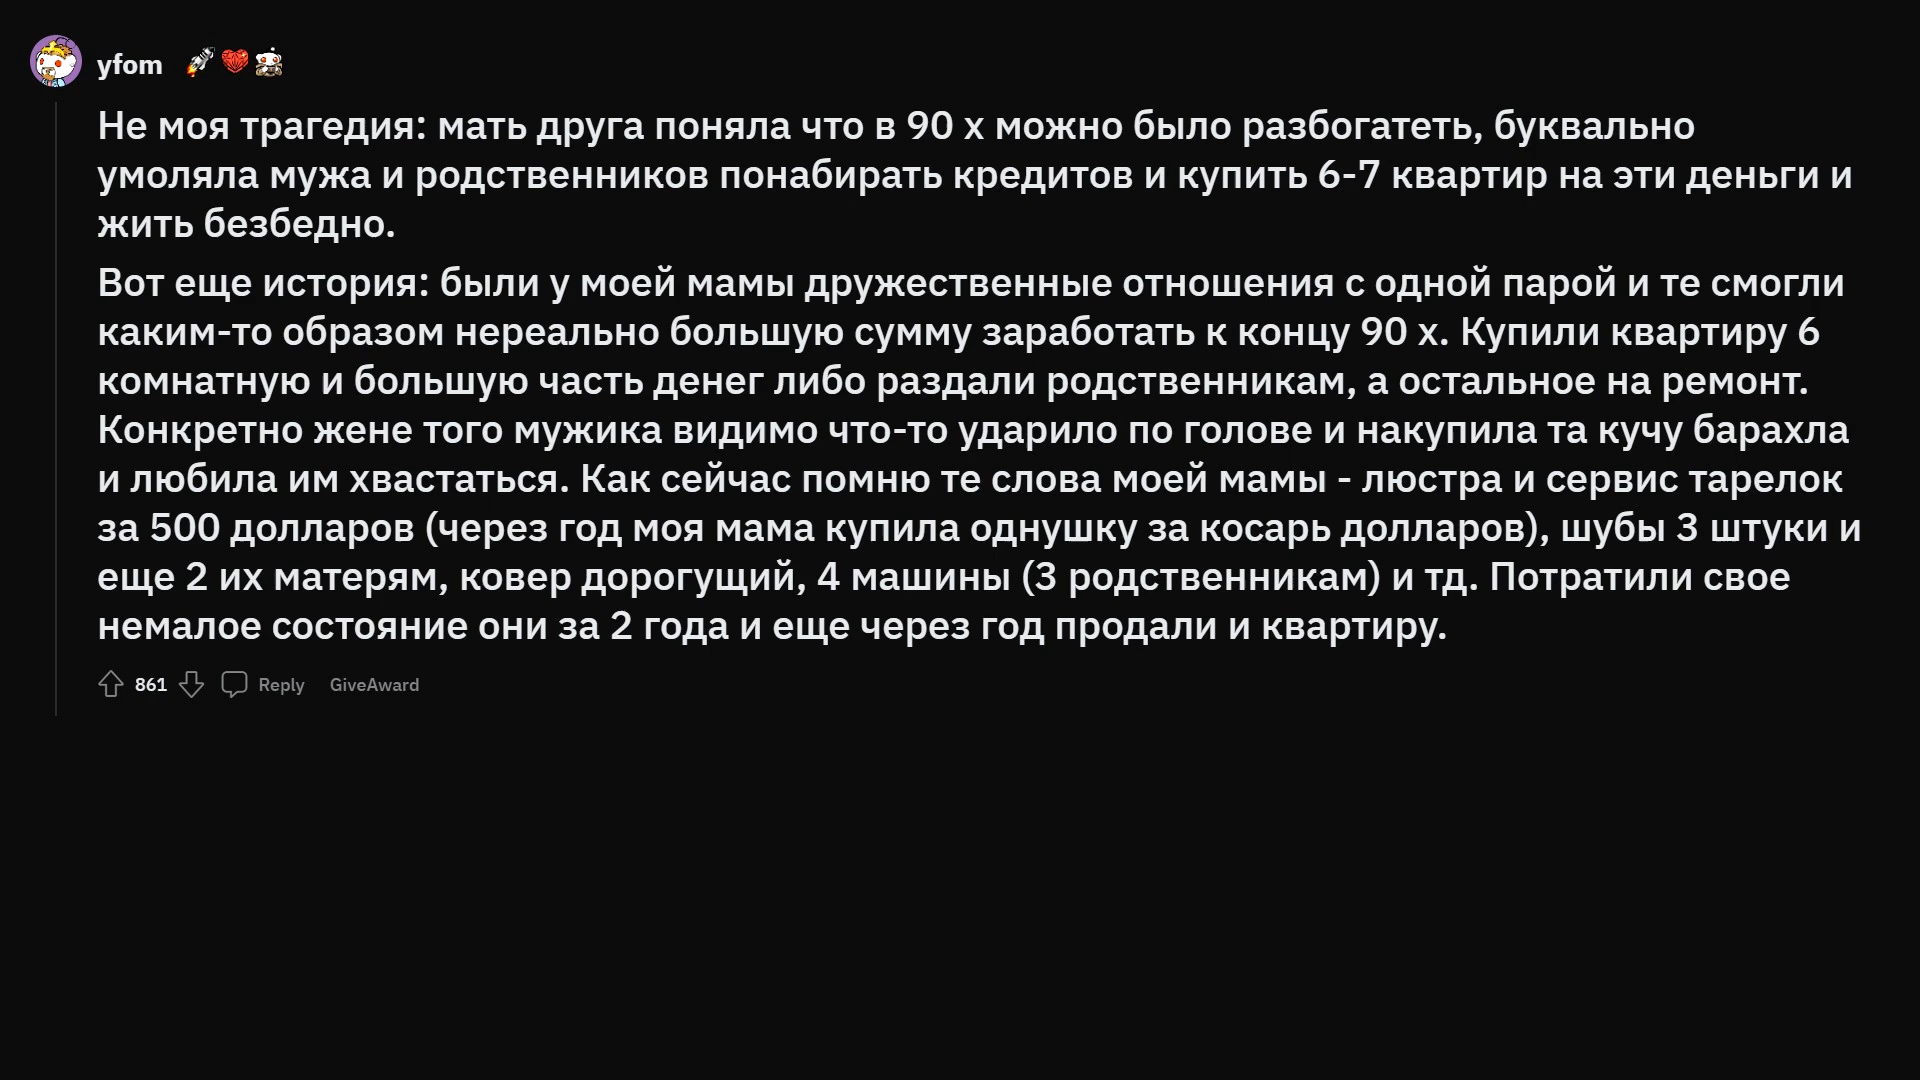 yfom
Не моя трагедия: мать друга поняла что в 90 х можно было разбогатеть, буквально
умоляла мужа и родственников понабирать кредитов и купить 6-7 квартир на эти деньги и
жить безбедно.
Вот еще история: были у моей мамы дружественные отношения с одной парой и те смогли
каким-то образом нереально большую сумму заработать к концу 90 х. Купили квартиру 6
комнатную и большую часть денег либо раздали родственникам, а остальное на ремонт.
Конкретно жене того мужика видимо что-то ударило по голове и накупила та кучу барахла
и любила им хвастаться. Как сейчас помню те слова моей мамы - люстра и сервис тарелок
за 500 долларов (через год моя мама купила однушку за косарь долларов), шубы 3 штуки и
еще 2 их матерям, ковер дорогущий, 4 машины (3 родственникам) и тд. Потратили свое
немалое состояние они за 2 года и еще через год продали и квартиру.
861 Reply GiveAward